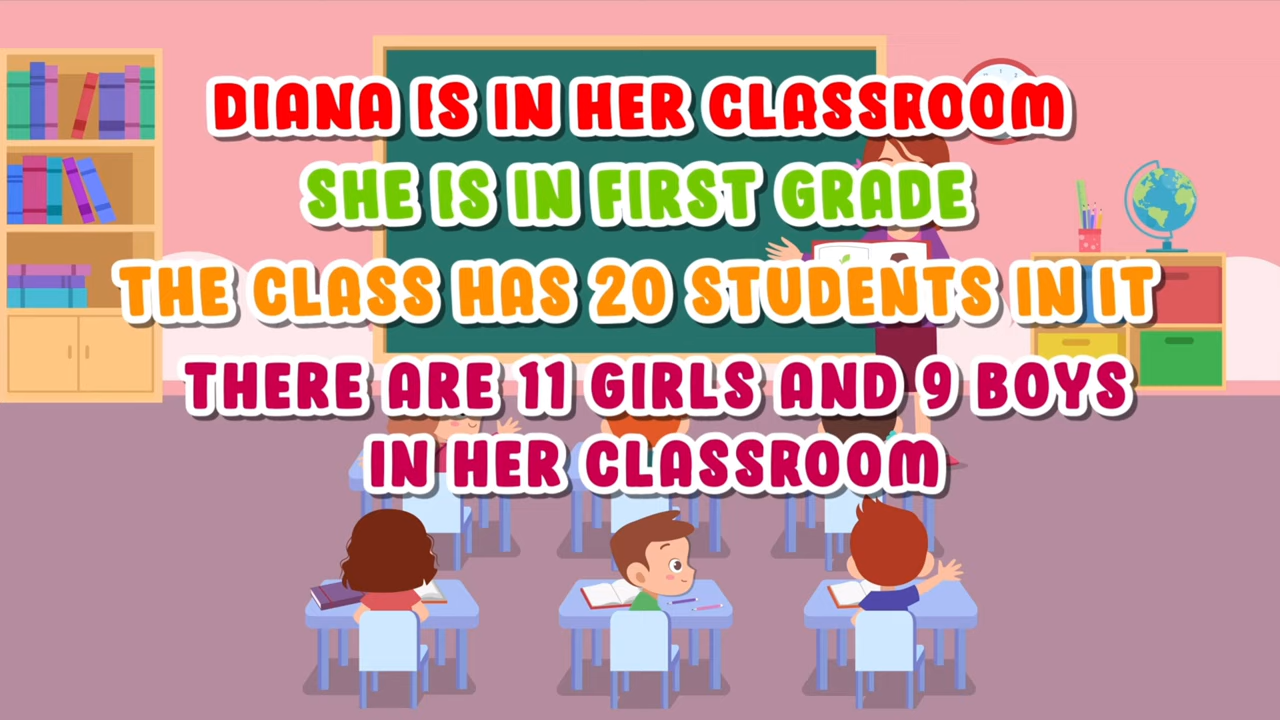 DIANA IS IN HER CLASSROOM
SHE IS IN FIRST GRADE
THE CLASS HAS 20 STUDENTS IN IT
THERE ARE 11 GIRLS AND 9 BOYS
IN HER CLASSROOM